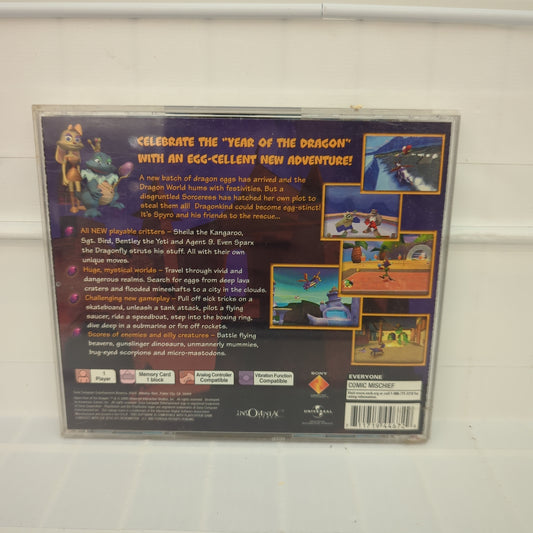 CELEBRATE THE "YEAR OF THE DRAGON"
WITH AN EGG-CELLENT NEW ADVENTURE!
A new batch of dragon eggs has arrived and the
Dragon World hums with festivities. But a
disgruntled Sorceress has hatched her own plot to
steal them all! Dragonkind could become egg-stinct!
It's Spyro and his friends to the rescue...
All NEW playable critters – Sheila the Kangaroo,
Sgt. Bird, Bentley the Yeti and Agent 9. Even Sparx
the Dragonfly struts his stuff. All with their own
unique moves.
Huge, mystical worlds – Travel through vivid and
dangerous realms. Search for eggs from deep lava
craters and flooded mineshafts to a city in the clouds.
Challenging new gameplay – Pull off sick tricks on a
skateboard, unleash a tank attack, pilot a flying
saucer, ride a speedboat, step into the boxing ring,
dive deep in a submarine or fire off rockets.
Scores of enemies and silly creatures – Battle flying
beavers, gunslinger dinosaurs, unmannerly mummies,
bug-eyed scorpions and micro-mastodons.
1
Player
Memory Card
1 block
Analog Controller
Compatible
Vibration Function
Compatible
SONY
INSOMNIAC
UNIVERSAL
EVERYONE
COMIC MISCHIEF